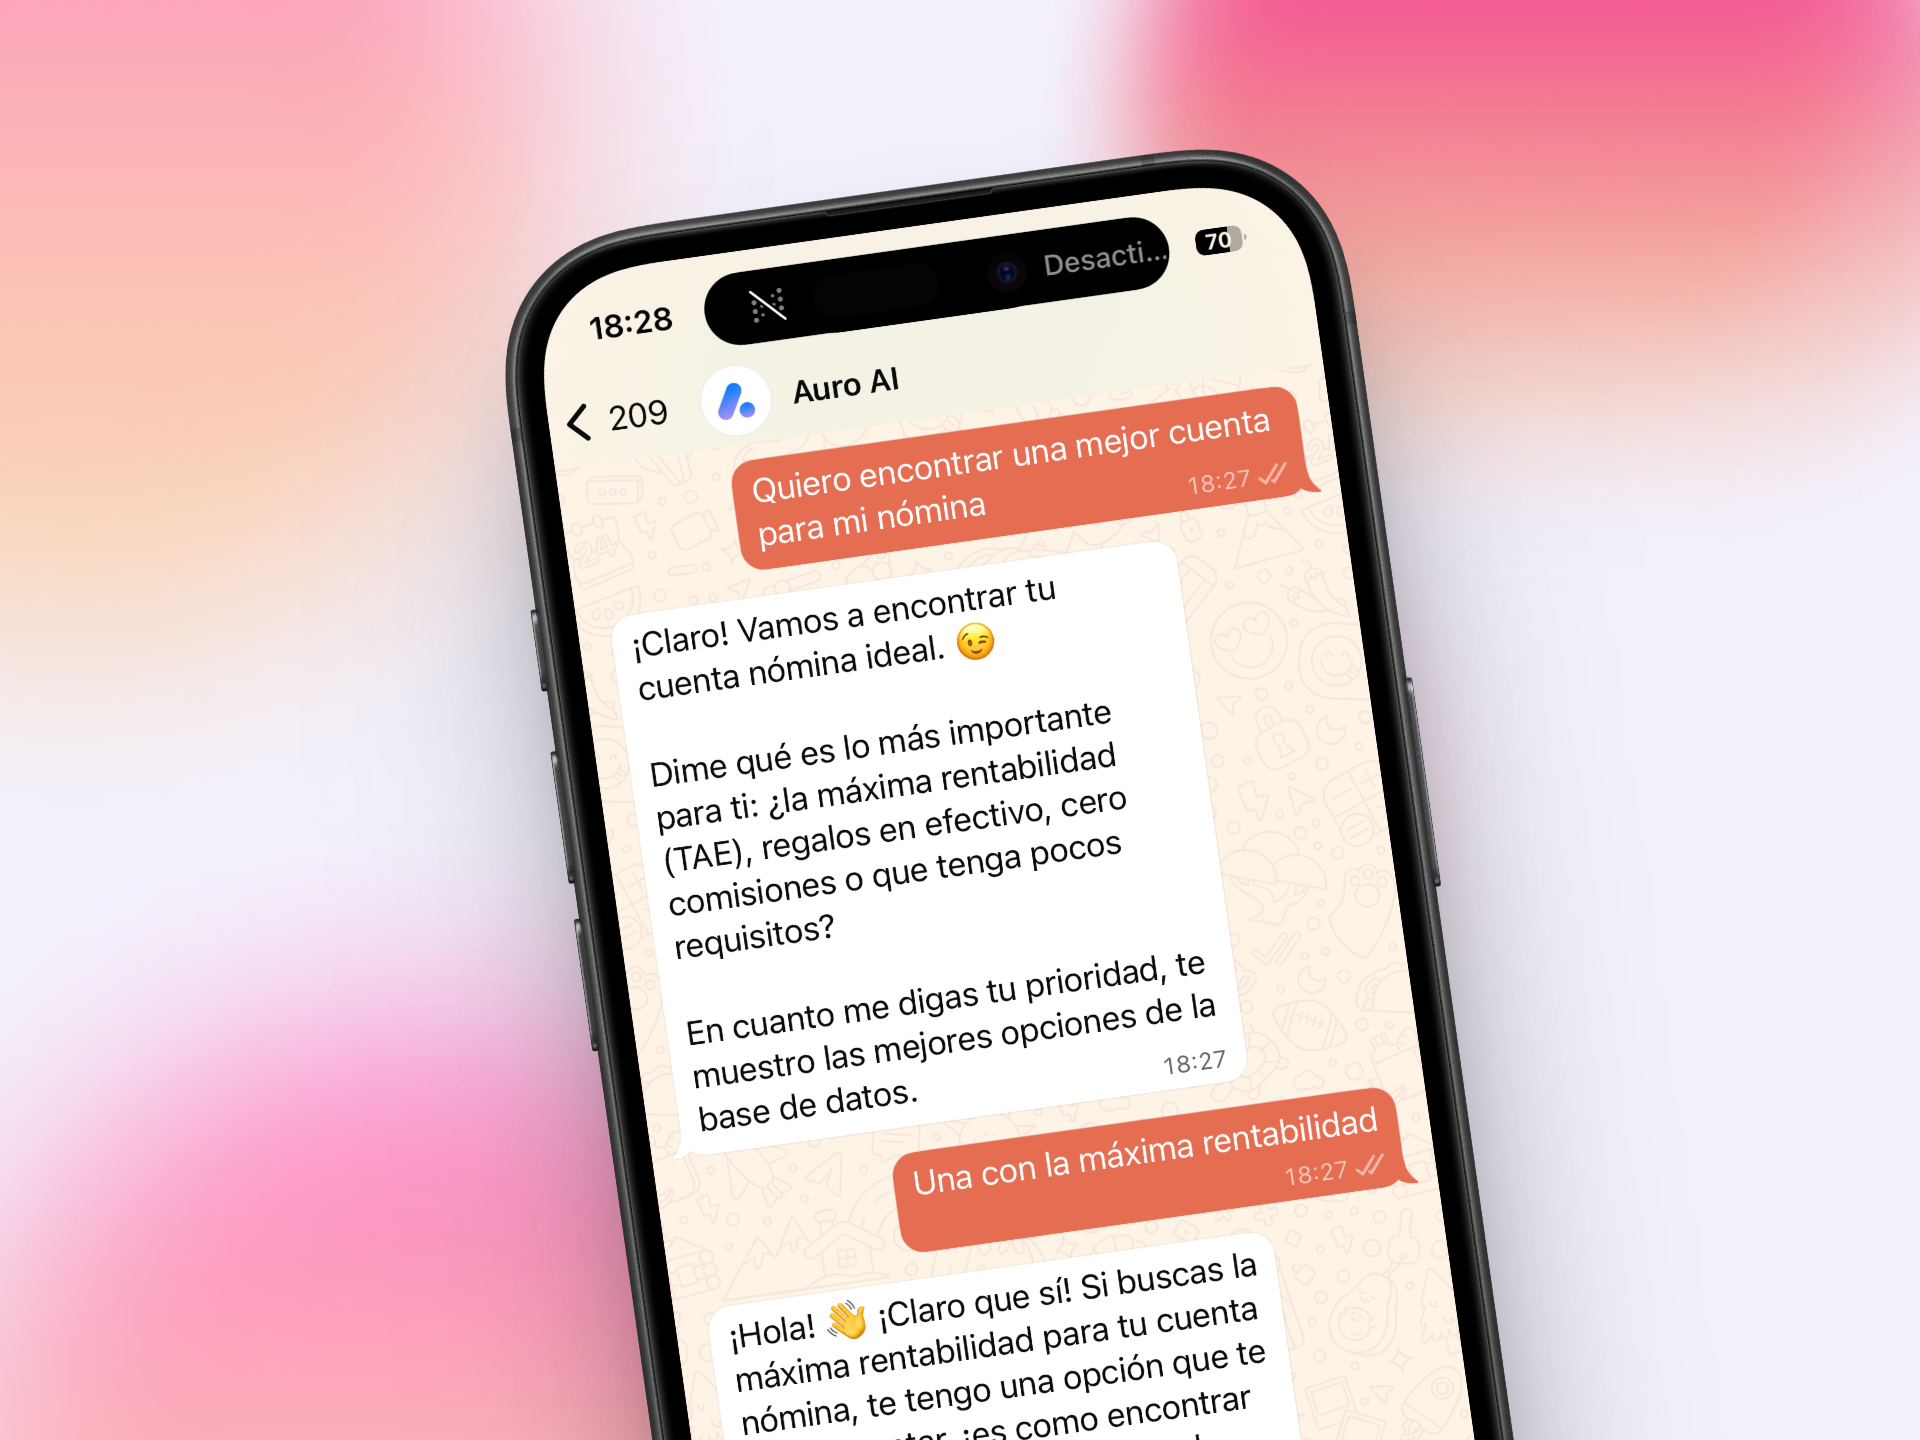 18:28
Desacti...
70
209
Auro AI
Quiero encontrar una mejor cuenta
para mi nómina
18:27
¡Claro! Vamos a encontrar tu
cuenta nómina ideal. 😉
Dime qué es lo más importante
para ti: ¿la máxima rentabilidad
(TAE), regalos en efectivo, cero
comisiones o que tenga pocos
requisitos?
En cuanto me digas tu prioridad, te
muestro las mejores opciones de la
base de datos.
18:27
Una con la máxima rentabilidad
18:27
¡Hola! 👋 ¡Claro que sí! Si buscas la
máxima rentabilidad para tu cuenta
nómina, te tengo una opción que te
¡es como encontrar